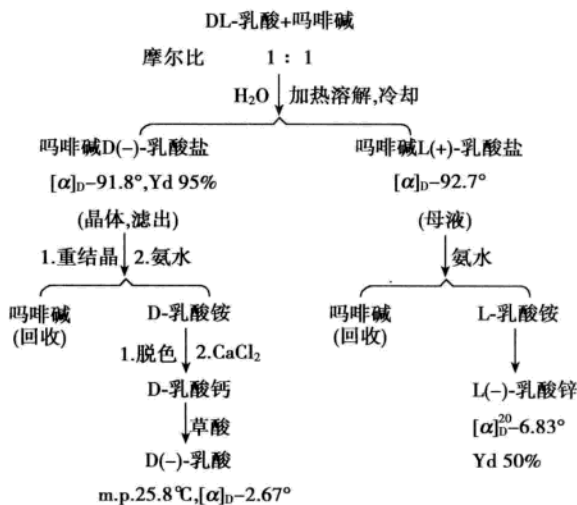 DL-乳酸+吗啡碱
摩尔比 1 : 1
H₂O 加热溶解,冷却
吗啡碱D(−)-乳酸盐 吗啡碱L(+)-乳酸盐
[α]D−91.8°,Yd 95% [α]D−92.7°
(晶体,滤出) (母液)
1.重结晶 2.氨水 氨水
吗啡碱 D-乳酸铵 吗啡碱 L-乳酸铵
(回收) (回收)
1.脱色 2.CaCl₂
D-乳酸钙 L(−)-乳酸锌
草酸 [α]D²⁰−6.83°
D(−)-乳酸 Yd 50%
m.p.25.8℃,[α]D−2.67°